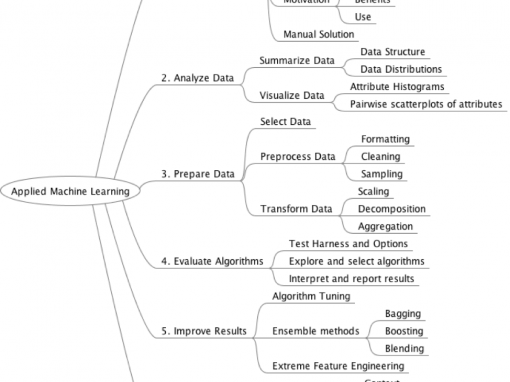 Motivation
Benefits
Use
Manual Solution
2. Analyze Data
Summarize Data
Data Structure
Data Distributions
Visualize Data
Attribute Histograms
Pairwise scatterplots of attributes
Applied Machine Learning
3. Prepare Data
Select Data
Preprocess Data
Formatting
Cleaning
Sampling
Transform Data
Scaling
Decomposition
Aggregation
4. Evaluate Algorithms
Test Harness and Options
Explore and select algorithms
Interpret and report results
5. Improve Results
Algorithm Tuning
Ensemble methods
Bagging
Boosting
Blending
Extreme Feature Engineering
Context